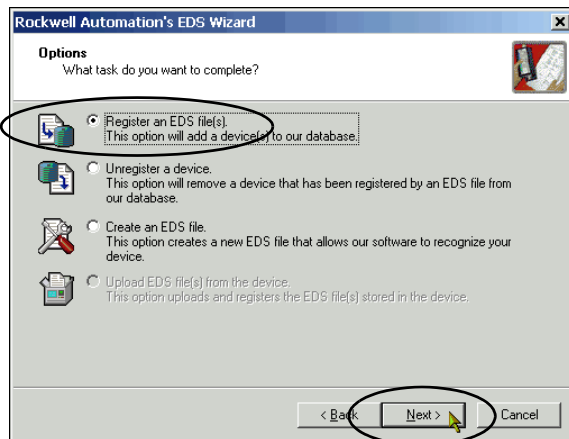 Rockwell Automation's EDS Wizard
Options
What task do you want to complete?
Register an EDS file(s).
This option will add a device(s) to our database.
Unregister a device.
This option will remove a device that has been registered by an EDS file from
our database.
Create an EDS file.
This option creates a new EDS file that allows our software to recognize your
device.
Upload EDS file(s) from the device.
This option uploads and registers the EDS file(s) stored in the device.
< Back Next > Cancel